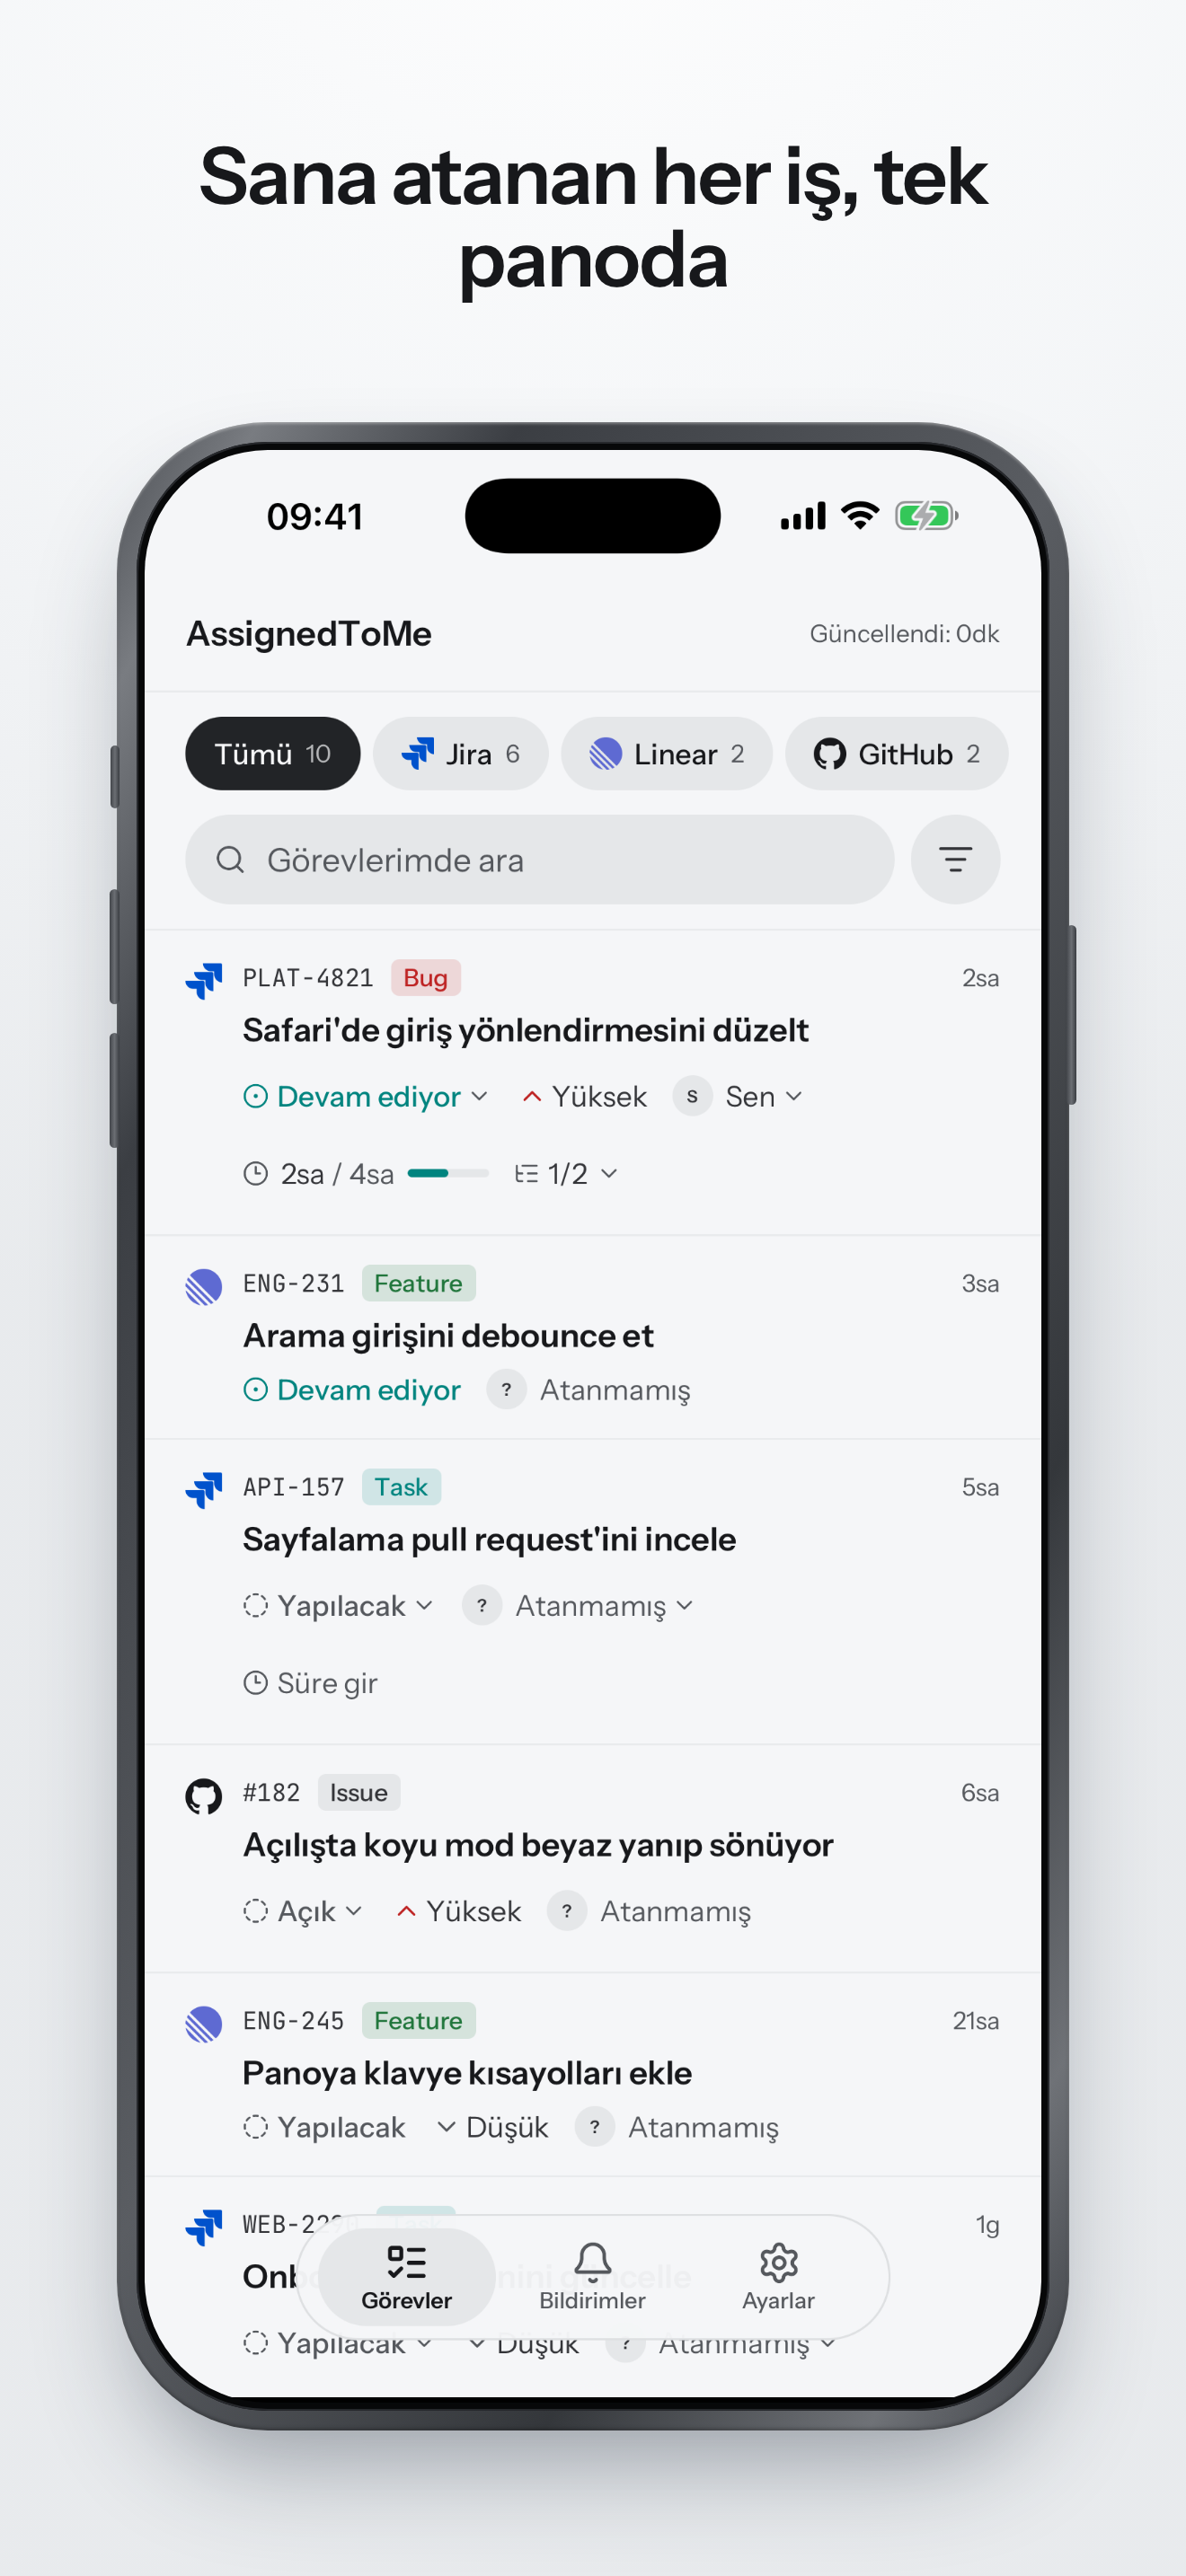 Sana atanan her iş, tek
panoda
09:41
AssignedToMe
Güncellendi: 0dk
Tümü 10 Jira 6 Linear 2 GitHub 2
Görevlerimde ara
PLAT-4821 Bug 2sa
Safari'de giriş yönlendirmesini düzelt
Devam ediyor Yüksek S Sen
2sa / 4sa 1/2
ENG-231 Feature 3sa
Arama girişini debounce et
Devam ediyor ? Atanmamış
API-157 Task 5sa
Sayfalama pull request'ini incele
Yapılacak ? Atanmamış
Süre gir
#182 Issue 6sa
Açılışta koyu mod beyaz yanıp sönüyor
Açık Yüksek ? Atanmamış
ENG-245 Feature 21sa
Panoya klavye kısayolları ekle
Yapılacak Düşük ? Atanmamış
1g
güncelle
Görevler Bildirimler Ayarlar
Yapılacak Düşük ? Atanmamış